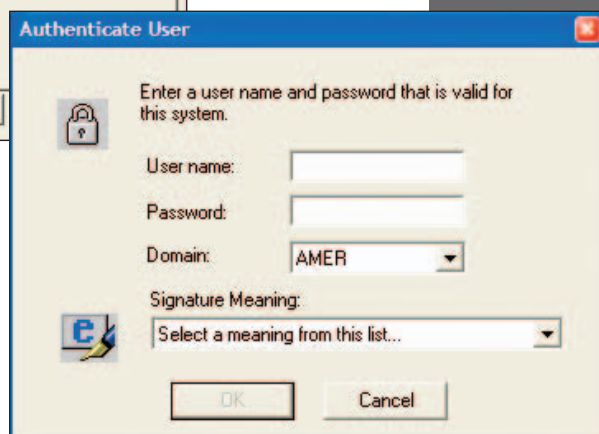 Authenticate User
Enter a user name and password that is valid for
this system.
User name:
Password:
Domain:
AMER
Signature Meaning:
Select a meaning from this list...
OK
Cancel